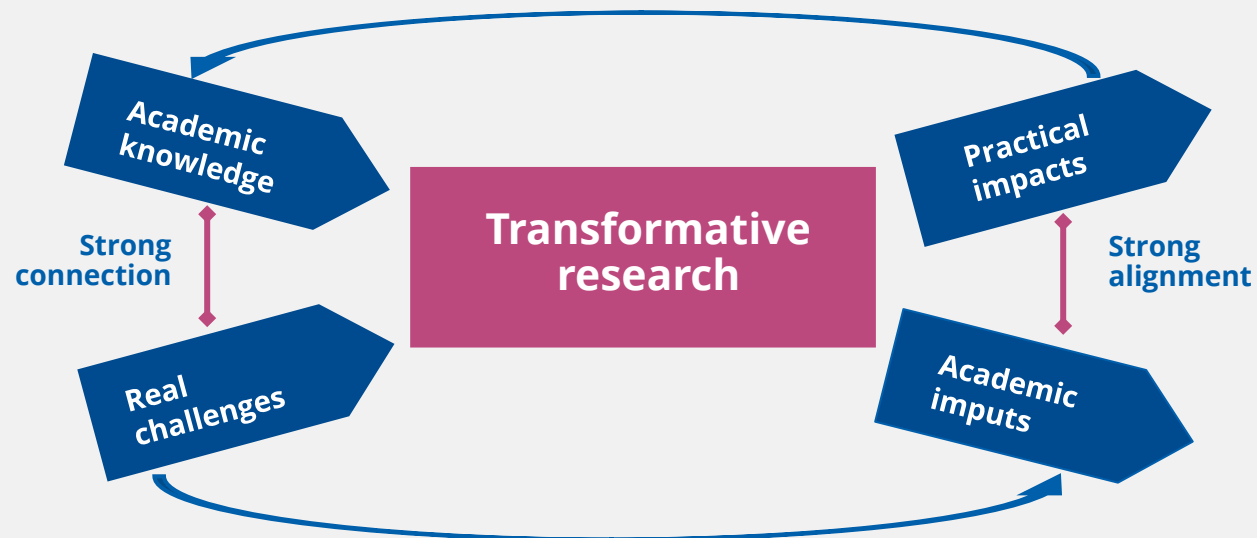 Academic
knowledge
Strong
connection
Real
challenges
Transformative
research
Practical
impacts
Strong
alignment
Academic
imputs